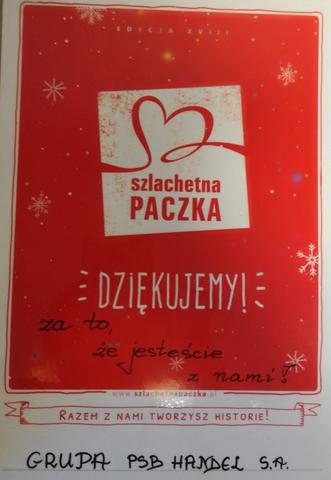 EDYCJA XVIII
szlachetna
PACZKA
DZIĘKUJEMY!
za to,
że jesteście
z nami!
www.szlachetnapaczka.pl
RAZEM Z NAMI TWORZYSZ HISTORIE!
GRUPA PSB HANDEL S.A.